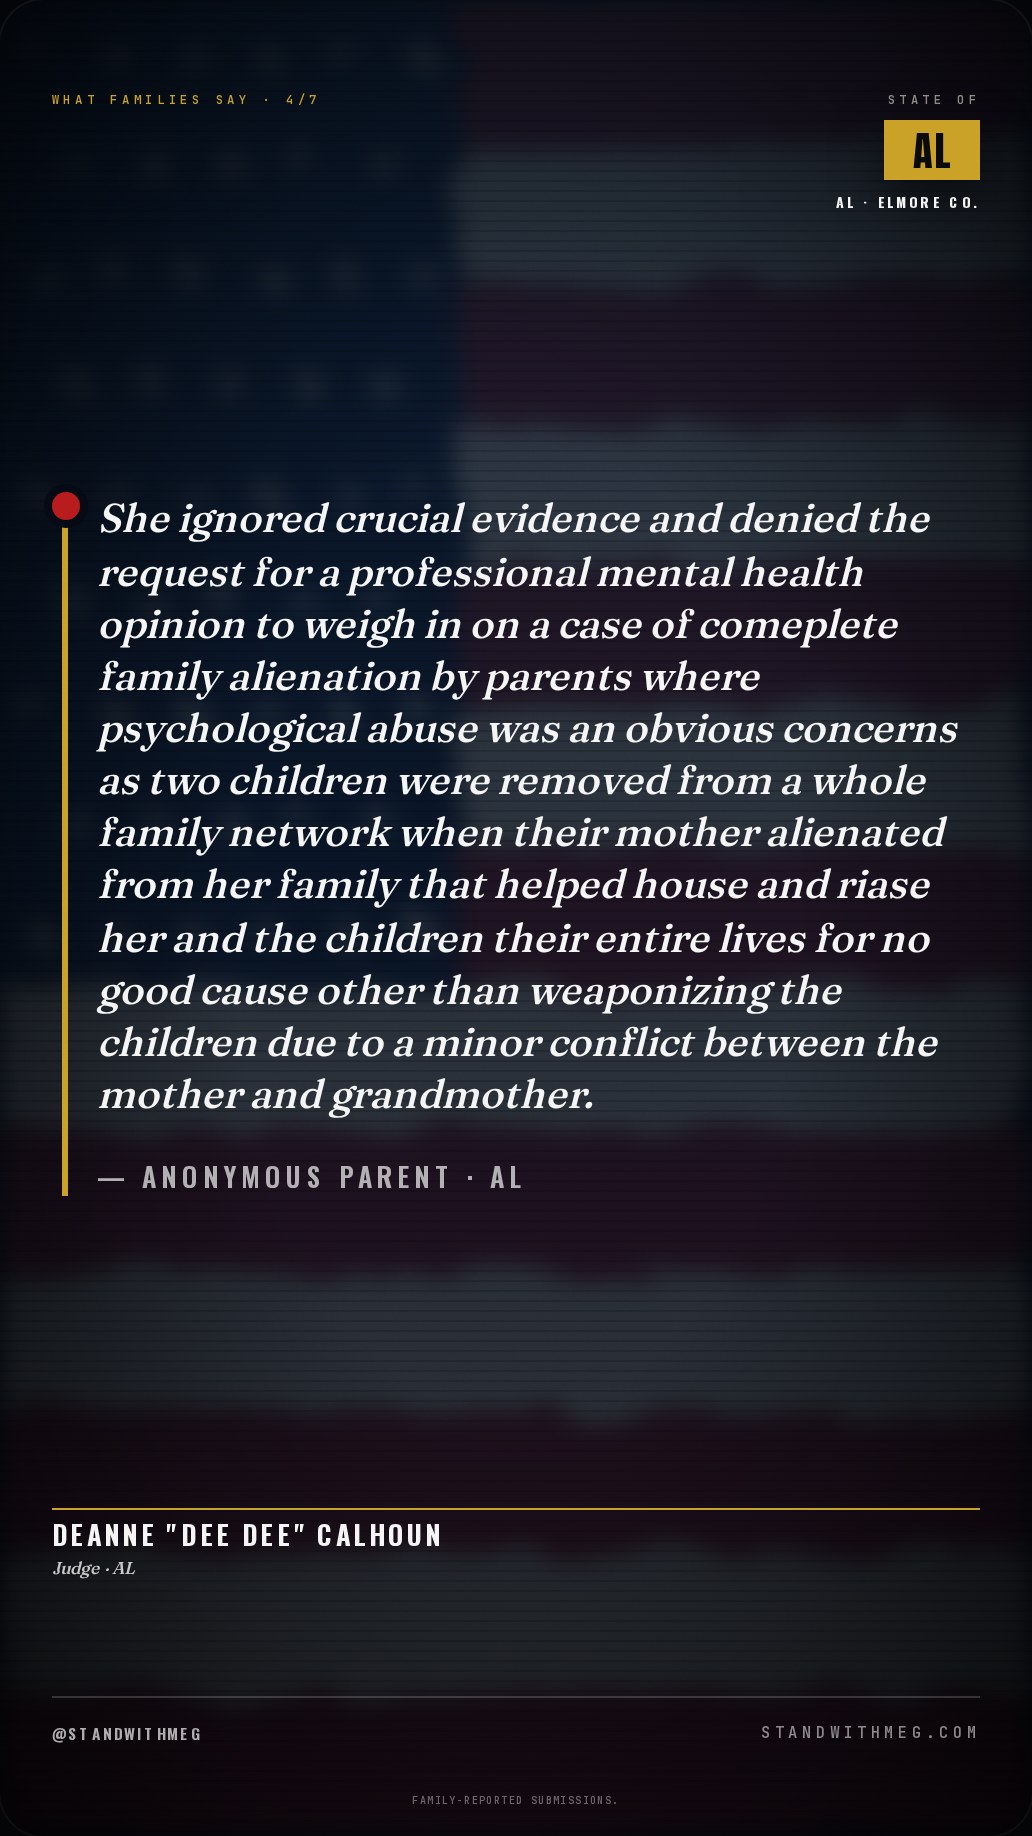 WHAT FAMILIES SAY · 4/7
STATE OF
AL
AL · ELMORE CO.
She ignored crucial evidence and denied the
request for a professional mental health
opinion to weigh in on a case of comeplete
family alienation by parents where
psychological abuse was an obvious concerns
as two children were removed from a whole
family network when their mother alienated
from her family that helped house and riase
her and the children their entire lives for no
good cause other than weaponizing the
children due to a minor conflict between the
mother and grandmother.
— ANONYMOUS PARENT · AL
DEANNE "DEE DEE" CALHOUN
Judge · AL
@STANDWITHMEG
STANDWITHMEG.COM
FAMILY-REPORTED SUBMISSIONS.